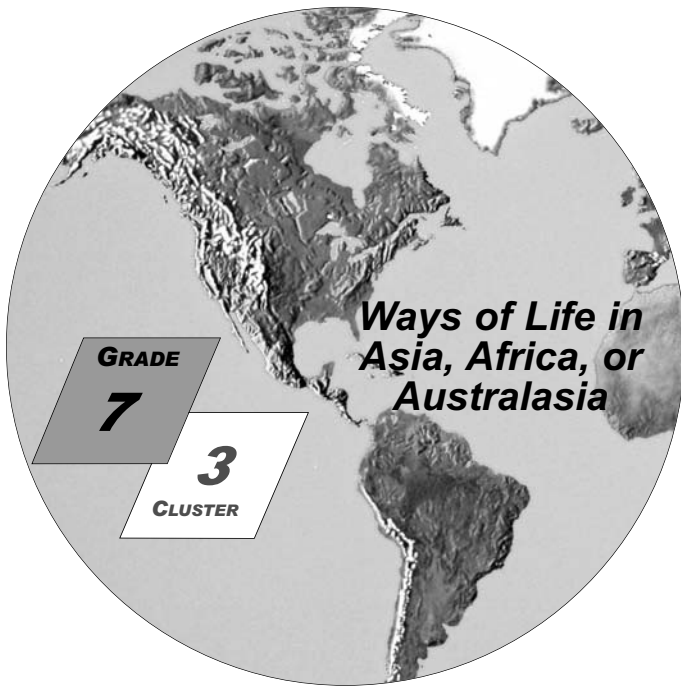 Ways of Life in
Asia, Africa, or
Australasia
GRADE
7
3
CLUSTER